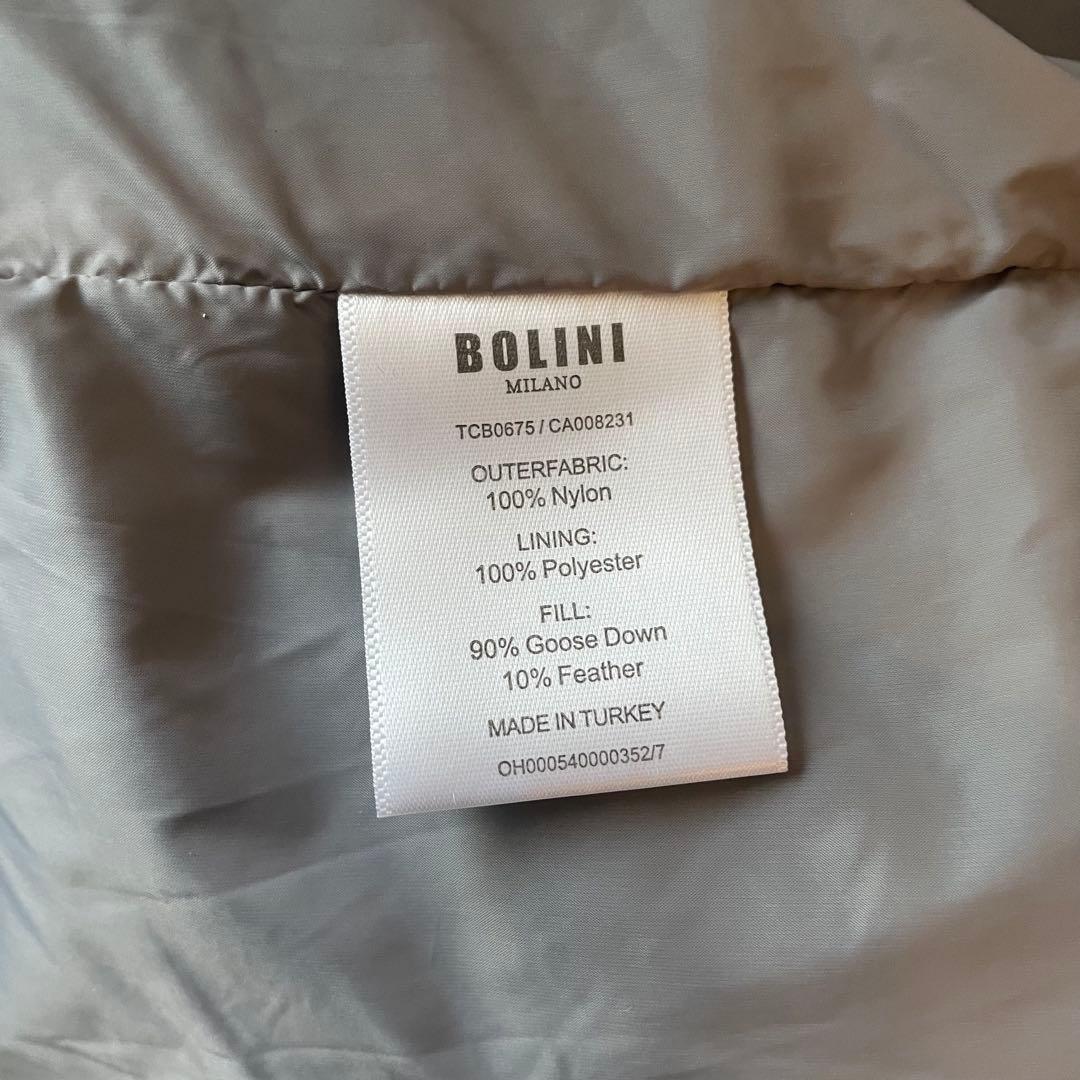 BOLINI
MILANO
TCB0675 / CA008231
OUTERFABRIC:
100% Nylon
LINING:
100% Polyester
FILL:
90% Goose Down
10% Feather
MADE IN TURKEY
OH000540000352/7